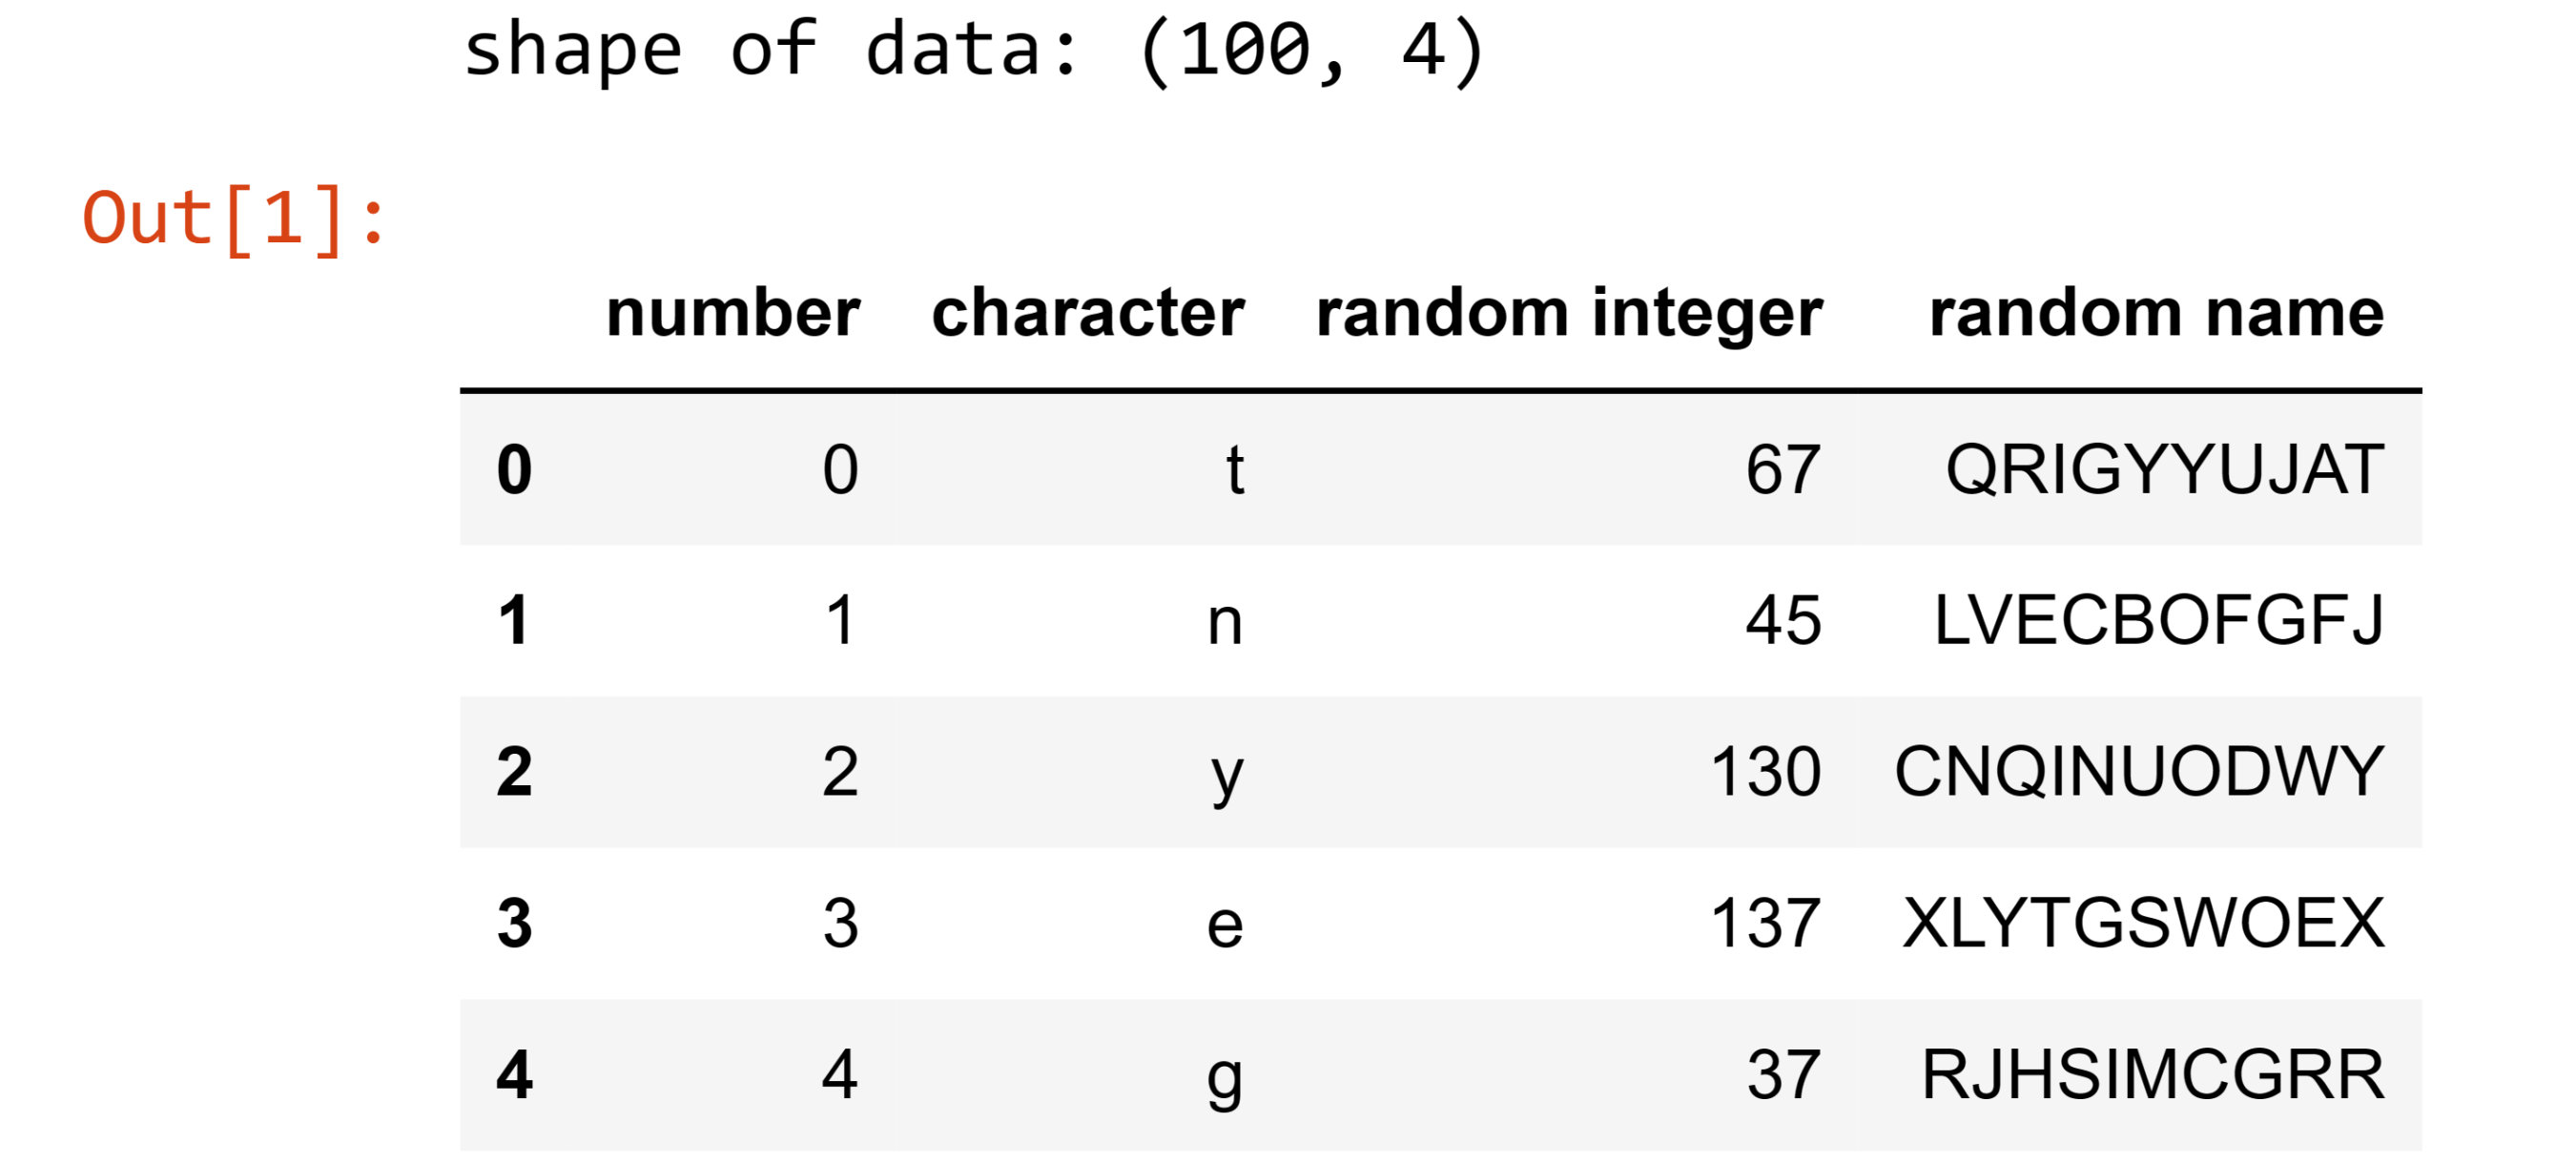 shape of data: (100, 4)
Out[1]:
number character random integer random name
0 0 t 67 QRIGYYUJAT
1 1 n 45 LVECBOFGFJ
2 2 y 130 CNQINUODWY
3 3 e 137 XLYTGSWOEX
4 4 g 37 RJHSIMCGRR